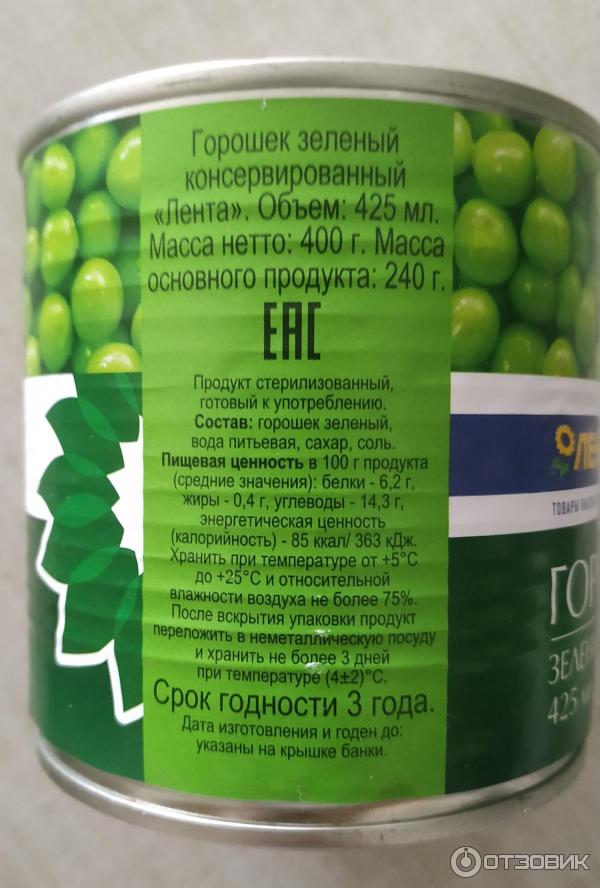 Горошек зеленый
консервированный
«Лента». Объем: 425 мл.
Масса нетто: 400 г. Масса
основного продукта: 240 г.
EAC
Продукт стерилизованный,
готовый к употреблению.
Состав: горошек зеленый,
вода питьевая, сахар, соль.
Пищевая ценность в 100 г продукта
(средние значения): белки - 6,2 г,
жиры - 0,4 г, углеводы - 14,3 г,
энергетическая ценность
(калорийность) - 85 ккал/ 363 кДж.
Хранить при температуре от +5°С
до +25°С и относительной
влажности воздуха не более 75%.
После вскрытия упаковки продукт
переложить в неметаллическую посуду
и хранить не более 3 дней
при температуре (4±2)°С.
Срок годности 3 года.
Дата изготовления и годен до:
указаны на крышке банки.
ЛЕ
ТОВАРЫ
ГОР
ЗЕЛЕ
425 м
ОТЗОВИК